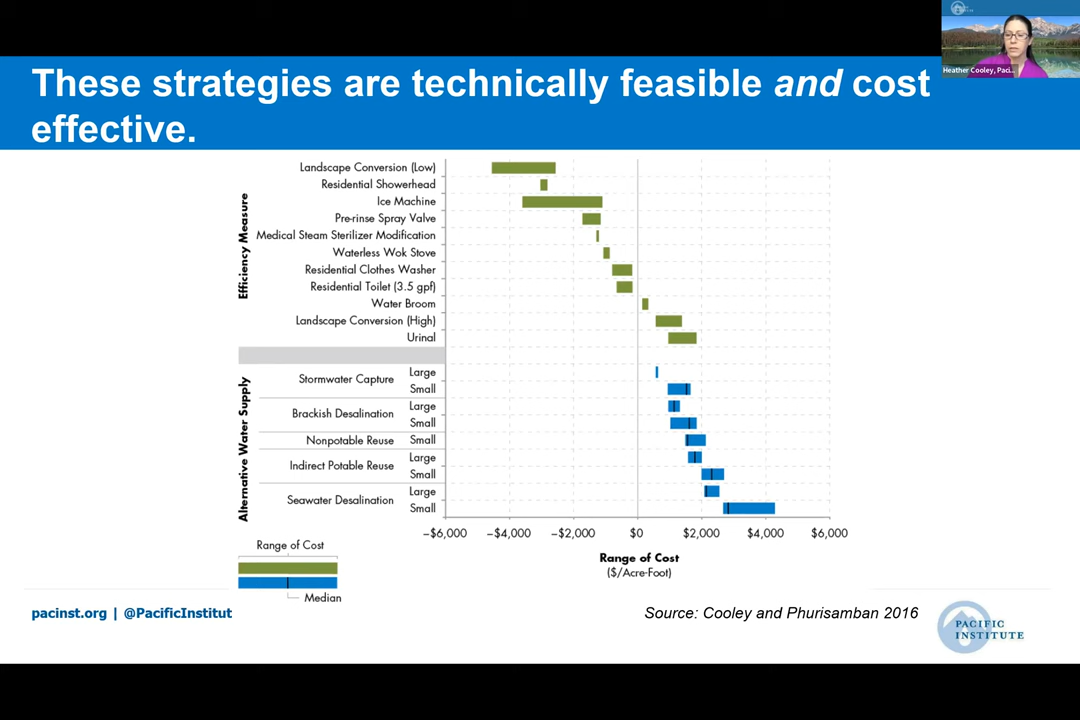 PACIFIC
INSTITUTE
Heather Cooley, Paci...
These strategies are technically feasible and cost
effective.
Efficiency Measure
Landscape Conversion (Low)
Residential Showerhead
Ice Machine
Pre-rinse Spray Valve
Medical Steam Sterilizer Modification
Waterless Wok Stove
Residential Clothes Washer
Residential Toilet (3.5 gpf)
Water Broom
Landscape Conversion (High)
Urinal
Alternative Water Supply
Stormwater Capture
Large
Small
Brackish Desalination
Large
Small
Nonpotable Reuse
Small
Indirect Potable Reuse
Large
Small
Seawater Desalination
Large
Small
−$6,000 −$4,000 −$2,000 $0 $2,000 $4,000 $6,000
Range of Cost
($/Acre-Foot)
Range of Cost
Median
pacinst.org | @PacificInstitut
Source: Cooley and Phurisamban 2016
PACIFIC
INSTITUTE